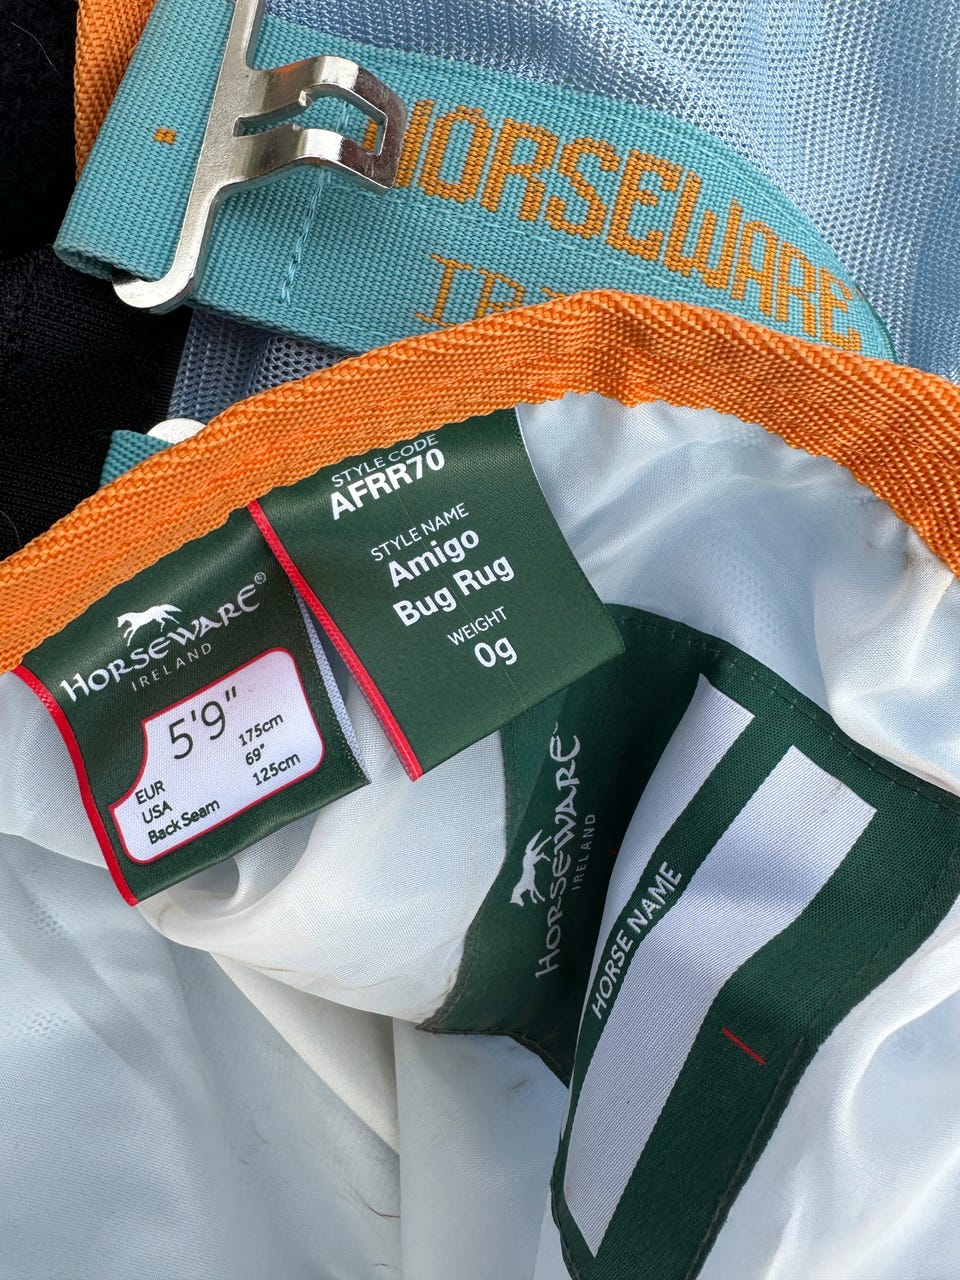 HORSEWARE
STYLE CODE
AFRR70
STYLE NAME
Amigo
Bug Rug
WEIGHT
0g
HORSEWARE®
IRELAND
5'9"
EUR 175cm
USA 69"
Back Seam 125cm
HORSEWARE
IRELAND
HORSE NAME